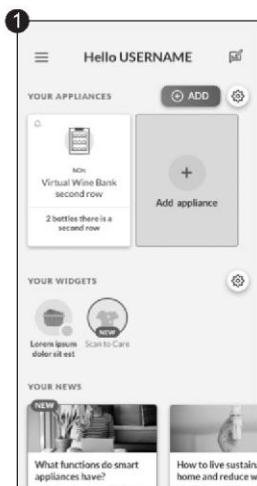 1
Hello USERNAME
YOUR APPLIANCES
ADD
NON
Virtual Wine Bank
second row
2 bottles there is a
second row
Add appliance
YOUR WIDGETS
NEW
Lorem ipsum
dolor sit est
Scan to Care
YOUR NEWS
NEW
What functions do smart
appliances have?
How to live sustaina
home and reduce w